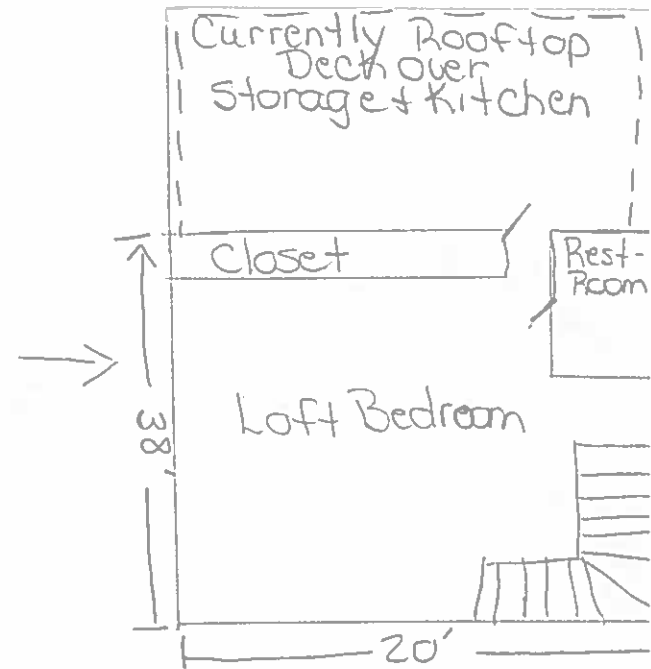 Currently Rooftop
Deck over
Storage + Kitchen
Closet
Rest-
Room
Loft Bedroom
38'
20'